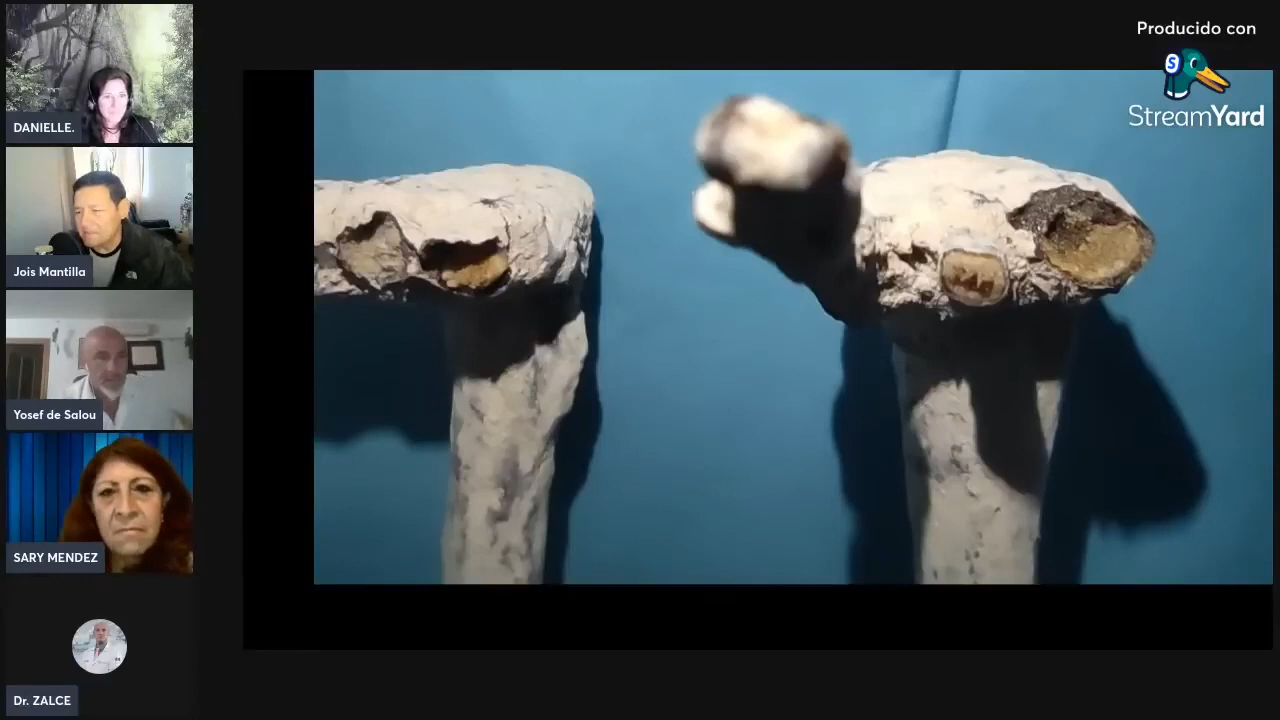 Producido con
StreamYard
DANIELLE.
Jois Mantilla
Yosef de Salou
SARY MENDEZ
Dr. ZALCE